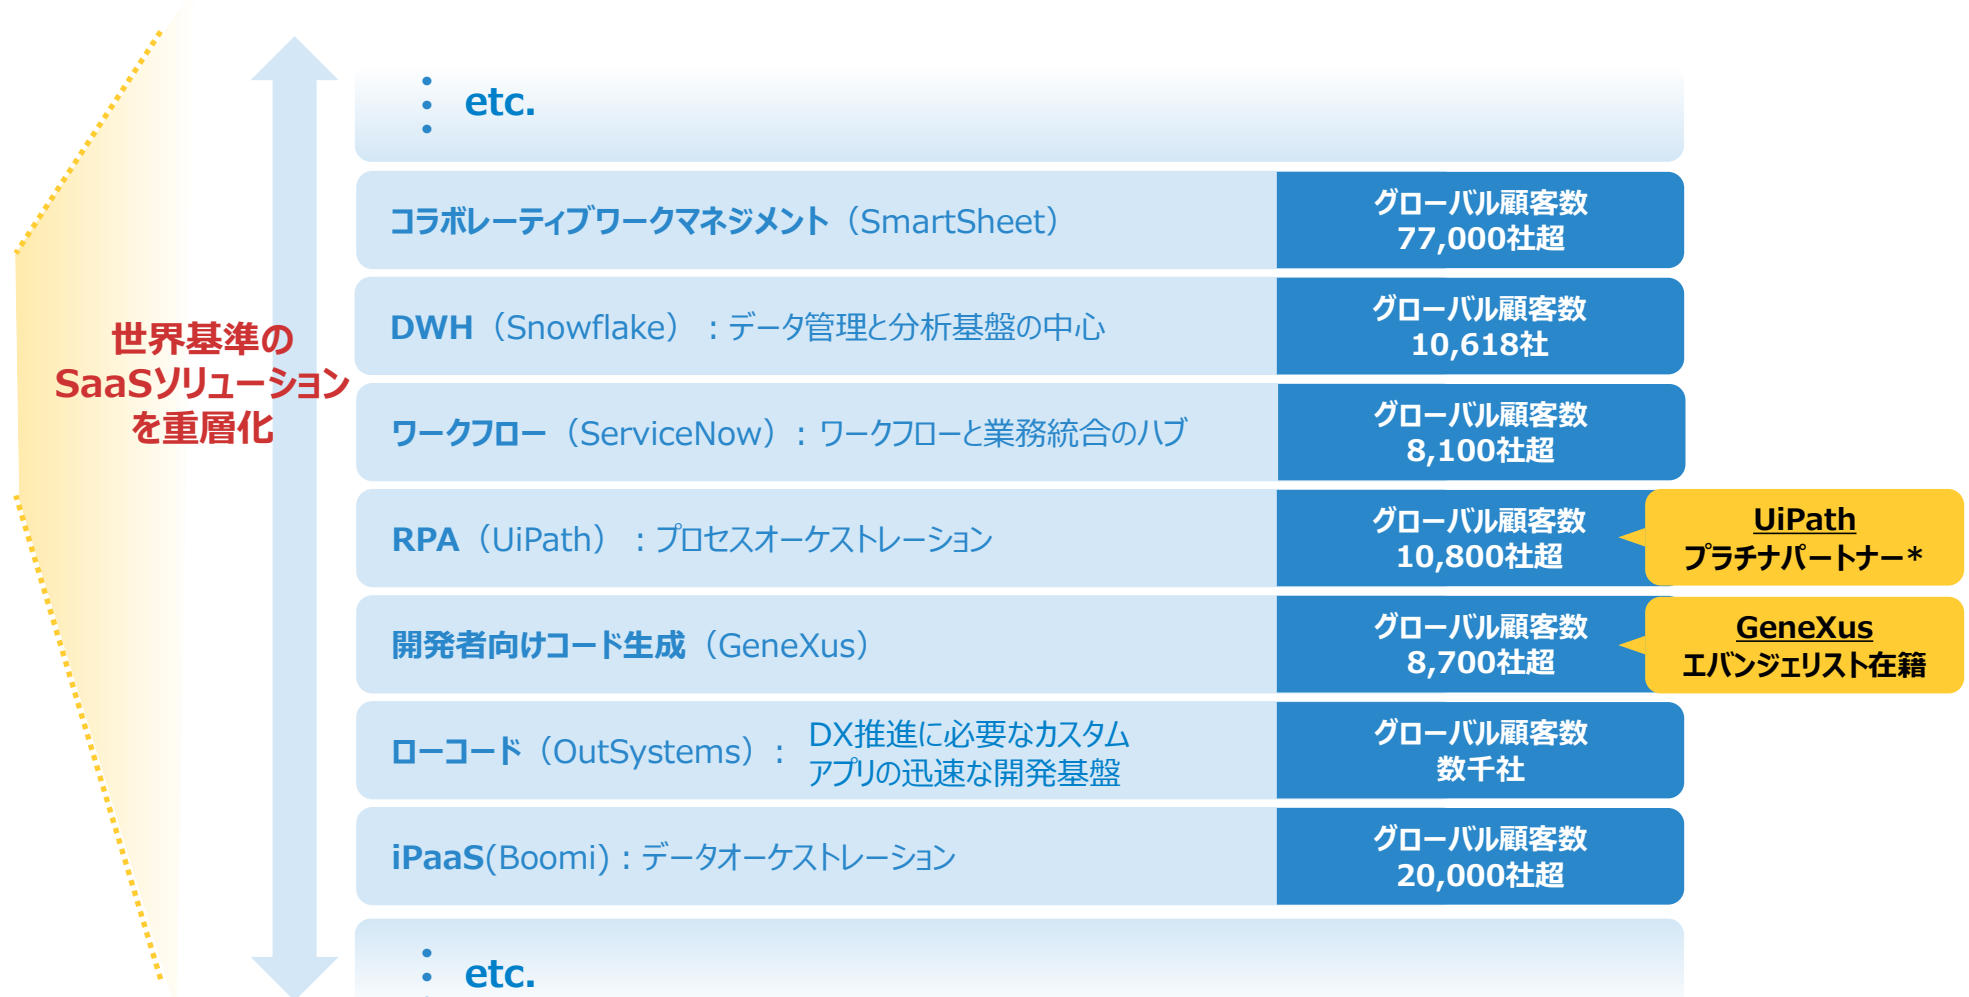 etc.
コラボレーティブワークマネジメント（SmartSheet）
グローバル顧客数
77,000社超
DWH（Snowflake）：データ管理と分析基盤の中心
グローバル顧客数
10,618社
世界基準の
SaaSソリューション
を重層化
ワークフロー（ServiceNow）：ワークフローと業務統合のハブ
グローバル顧客数
8,100社超
RPA（UiPath）：プロセスオーケストレーション
グローバル顧客数
10,800社超
UiPath
プラチナパートナー*
開発者向けコード生成（GeneXus）
グローバル顧客数
8,700社超
GeneXus
エバンジェリスト在籍
ローコード（OutSystems）：
DX推進に必要なカスタム
アプリの迅速な開発基盤
グローバル顧客数
数千社
iPaaS(Boomi)：データオーケストレーション
グローバル顧客数
20,000社超
etc.